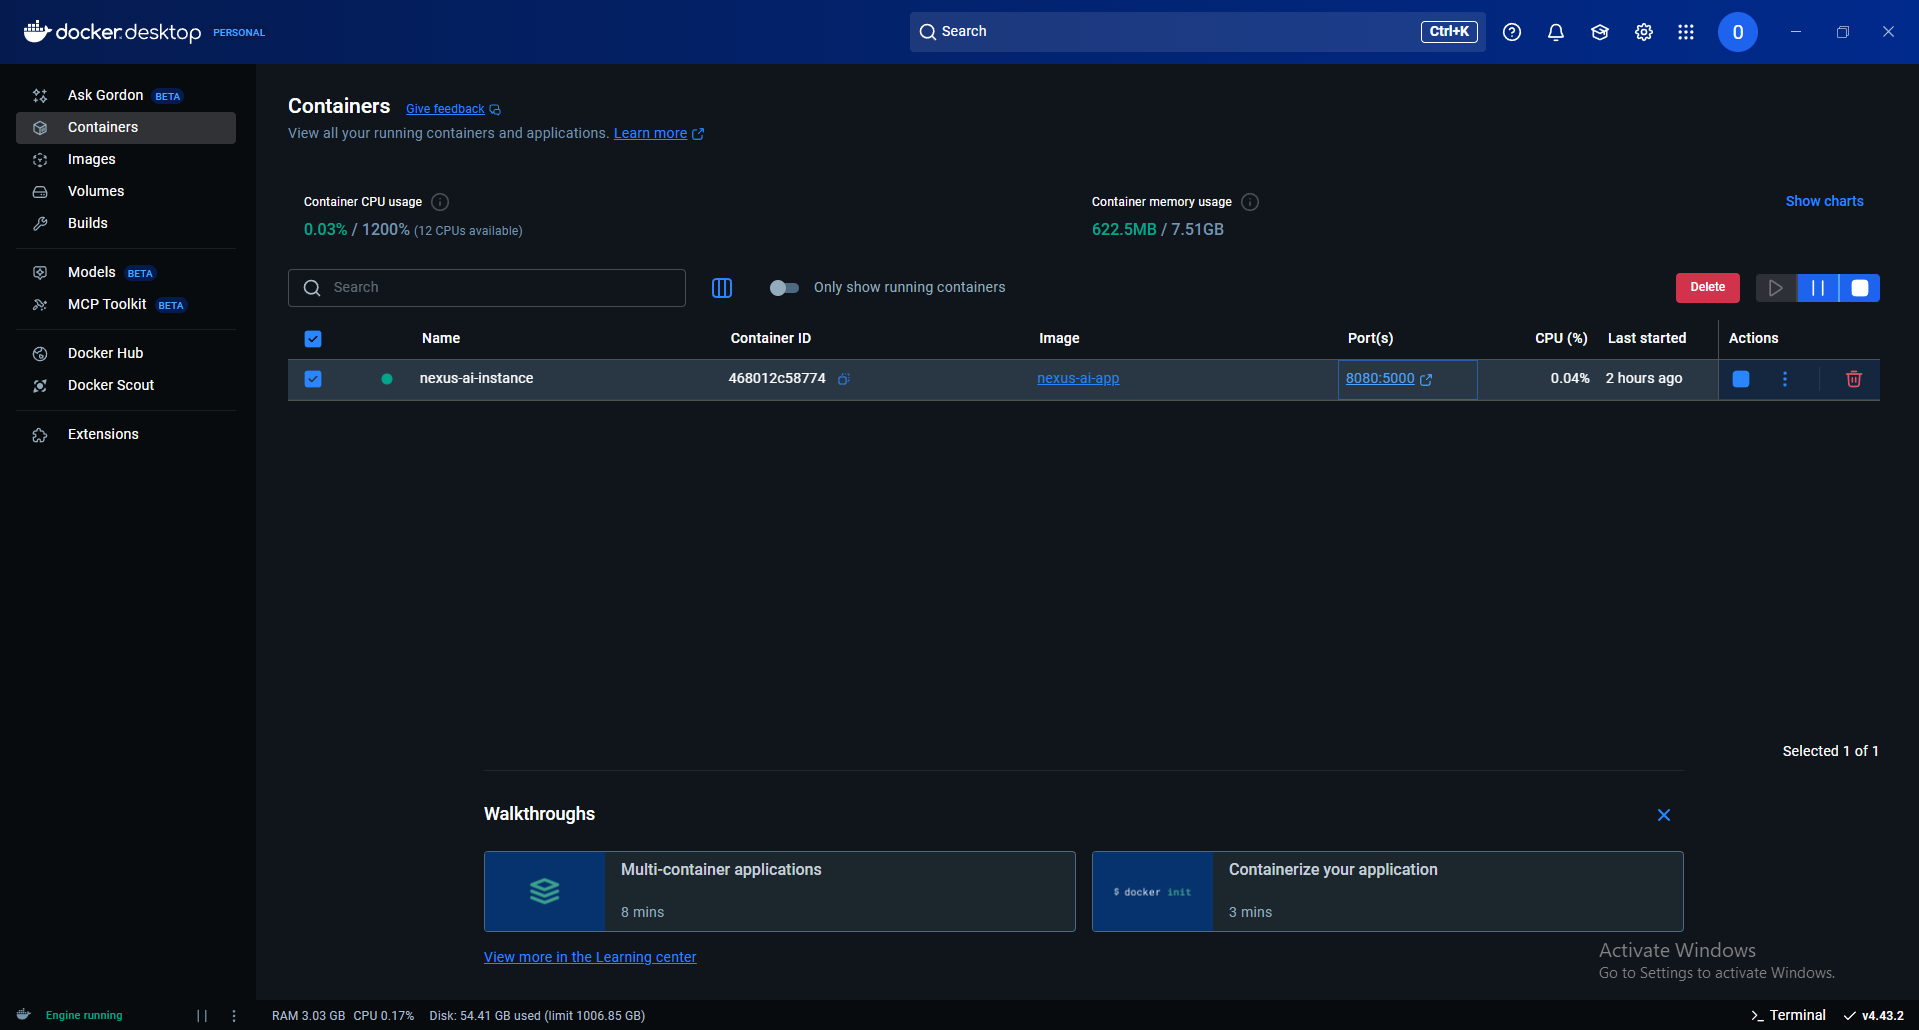 docker.desktop PERSONAL
Search Ctrl+K
O
Ask Gordon BETA
Containers
Images
Volumes
Builds
Models BETA
MCP Toolkit BETA
Docker Hub
Docker Scout
Extensions
Containers Give feedback
View all your running containers and applications. Learn more
Container CPU usage
0.03% / 1200% (12 CPUs available)
Container memory usage
622.5MB / 7.51GB
Show charts
Search
Only show running containers
Delete
Name Container ID Image Port(s) CPU (%) Last started Actions
nexus-ai-instance 468012c58774 nexus-ai-app 8080:5000 0.04% 2 hours ago
Selected 1 of 1
Walkthroughs
Multi-container applications
8 mins
$ docker init
Containerize your application
3 mins
View more in the Learning center
Activate Windows
Go to Settings to activate Windows.
Engine running
RAM 3.03 GB CPU 0.17% Disk: 54.41 GB used (limit 1006.85 GB)
>_ Terminal
v4.43.2